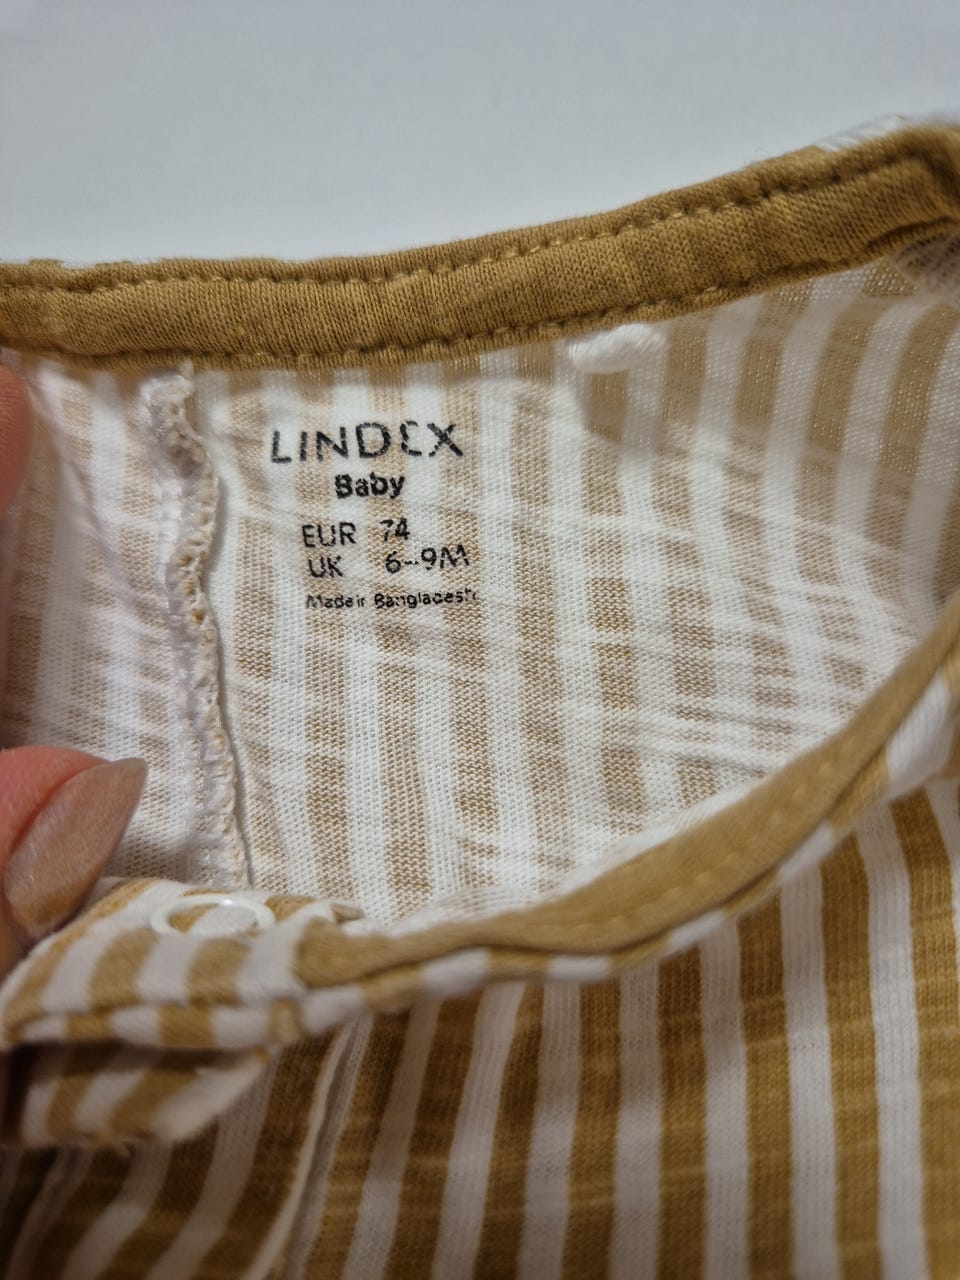 LINDEX
Baby
EUR 74
UK 6-9M
Made in Bangladesh